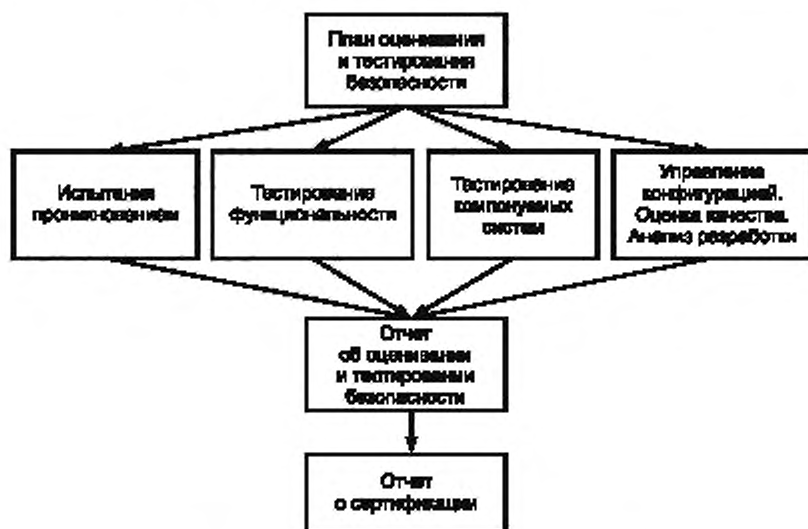 План оценивания
и тестирования
безопасности
Испытания
проникновением
Тестирование
функциональности
Тестирование
компонуемых
систем
Управление
конфигурацией.
Оценка качества.
Анализ разработки
Отчет
об оценивании
и тестировании
безопасности
Отчет
о сертификации